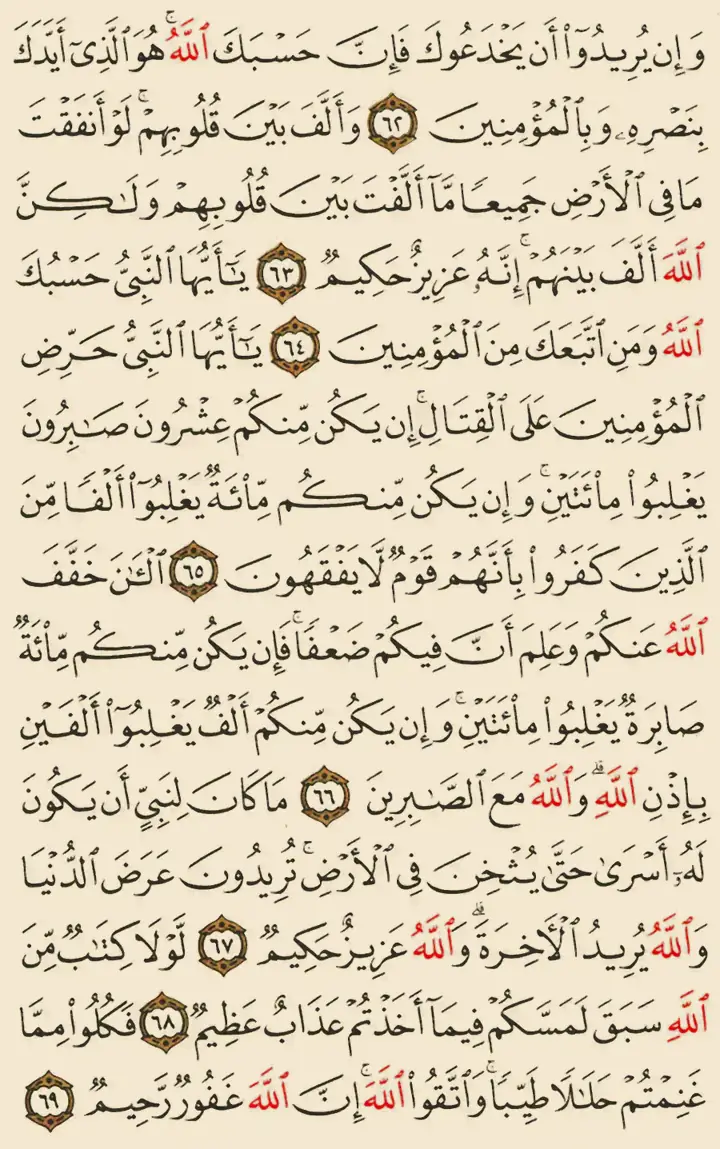 وَإِن يُرِيدُوٓا۟ أَن يَخْدَعُوكَ فَإِنَّ حَسْبَكَ ٱللَّهُ ۚ هُوَ ٱلَّذِىٓ أَيَّدَكَ
بِنَصْرِهِۦ وَبِٱلْمُؤْمِنِينَ ٦٢ وَأَلَّفَ بَيْنَ قُلُوبِهِمْ ۚ لَوْ أَنفَقْتَ
مَا فِى ٱلْأَرْضِ جَمِيعًا مَّآ أَلَّفْتَ بَيْنَ قُلُوبِهِمْ وَلَـٰكِنَّ
ٱللَّهَ أَلَّفَ بَيْنَهُمْ ۚ إِنَّهُۥ عَزِيزٌ حَكِيمٌ ٦٣ يَـٰٓأَيُّهَا ٱلنَّبِىُّ حَسْبُكَ
ٱللَّهُ وَمَنِ ٱتَّبَعَكَ مِنَ ٱلْمُؤْمِنِينَ ٦٤ يَـٰٓأَيُّهَا ٱلنَّبِىُّ حَرِّضِ
ٱلْمُؤْمِنِينَ عَلَى ٱلْقِتَالِ ۚ إِن يَكُن مِّنكُمْ عِشْرُونَ صَـٰبِرُونَ
يَغْلِبُوا۟ مِا۟ئَتَيْنِ ۚ وَإِن يَكُن مِّنكُم مِّا۟ئَةٌ يَغْلِبُوٓا۟ أَلْفًا مِّنَ
ٱلَّذِينَ كَفَرُوا۟ بِأَنَّهُمْ قَوْمٌ لَّا يَفْقَهُونَ ٦٥ ٱلْـَٔـٰنَ خَفَّفَ
ٱللَّهُ عَنكُمْ وَعَلِمَ أَنَّ فِيكُمْ ضَعْفًا ۚ فَإِن يَكُن مِّنكُم مِّا۟ئَةٌ
صَابِرَةٌ يَغْلِبُوا۟ مِا۟ئَتَيْنِ ۚ وَإِن يَكُن مِّنكُمْ أَلْفٌ يَغْلِبُوٓا۟ أَلْفَيْنِ
بِإِذْنِ ٱللَّهِ ۗ وَٱللَّهُ مَعَ ٱلصَّـٰبِرِينَ ٦٦ مَا كَانَ لِنَبِىٍّ أَن يَكُونَ
لَهُۥٓ أَسْرَىٰ حَتَّىٰ يُثْخِنَ فِى ٱلْأَرْضِ ۚ تُرِيدُونَ عَرَضَ ٱلدُّنْيَا
وَٱللَّهُ يُرِيدُ ٱلْـَٔاخِرَةَ ۗ وَٱللَّهُ عَزِيزٌ حَكِيمٌ ٦٧ لَّوْلَا كِتَـٰبٌ مِّنَ
ٱللَّهِ سَبَقَ لَمَسَّكُمْ فِيمَآ أَخَذْتُمْ عَذَابٌ عَظِيمٌ ٦٨ فَكُلُوا۟ مِمَّا
غَنِمْتُمْ حَلَـٰلًا طَيِّبًا ۚ وَٱتَّقُوا۟ ٱللَّهَ ۚ إِنَّ ٱللَّهَ غَفُورٌ رَّحِيمٌ ٦٩